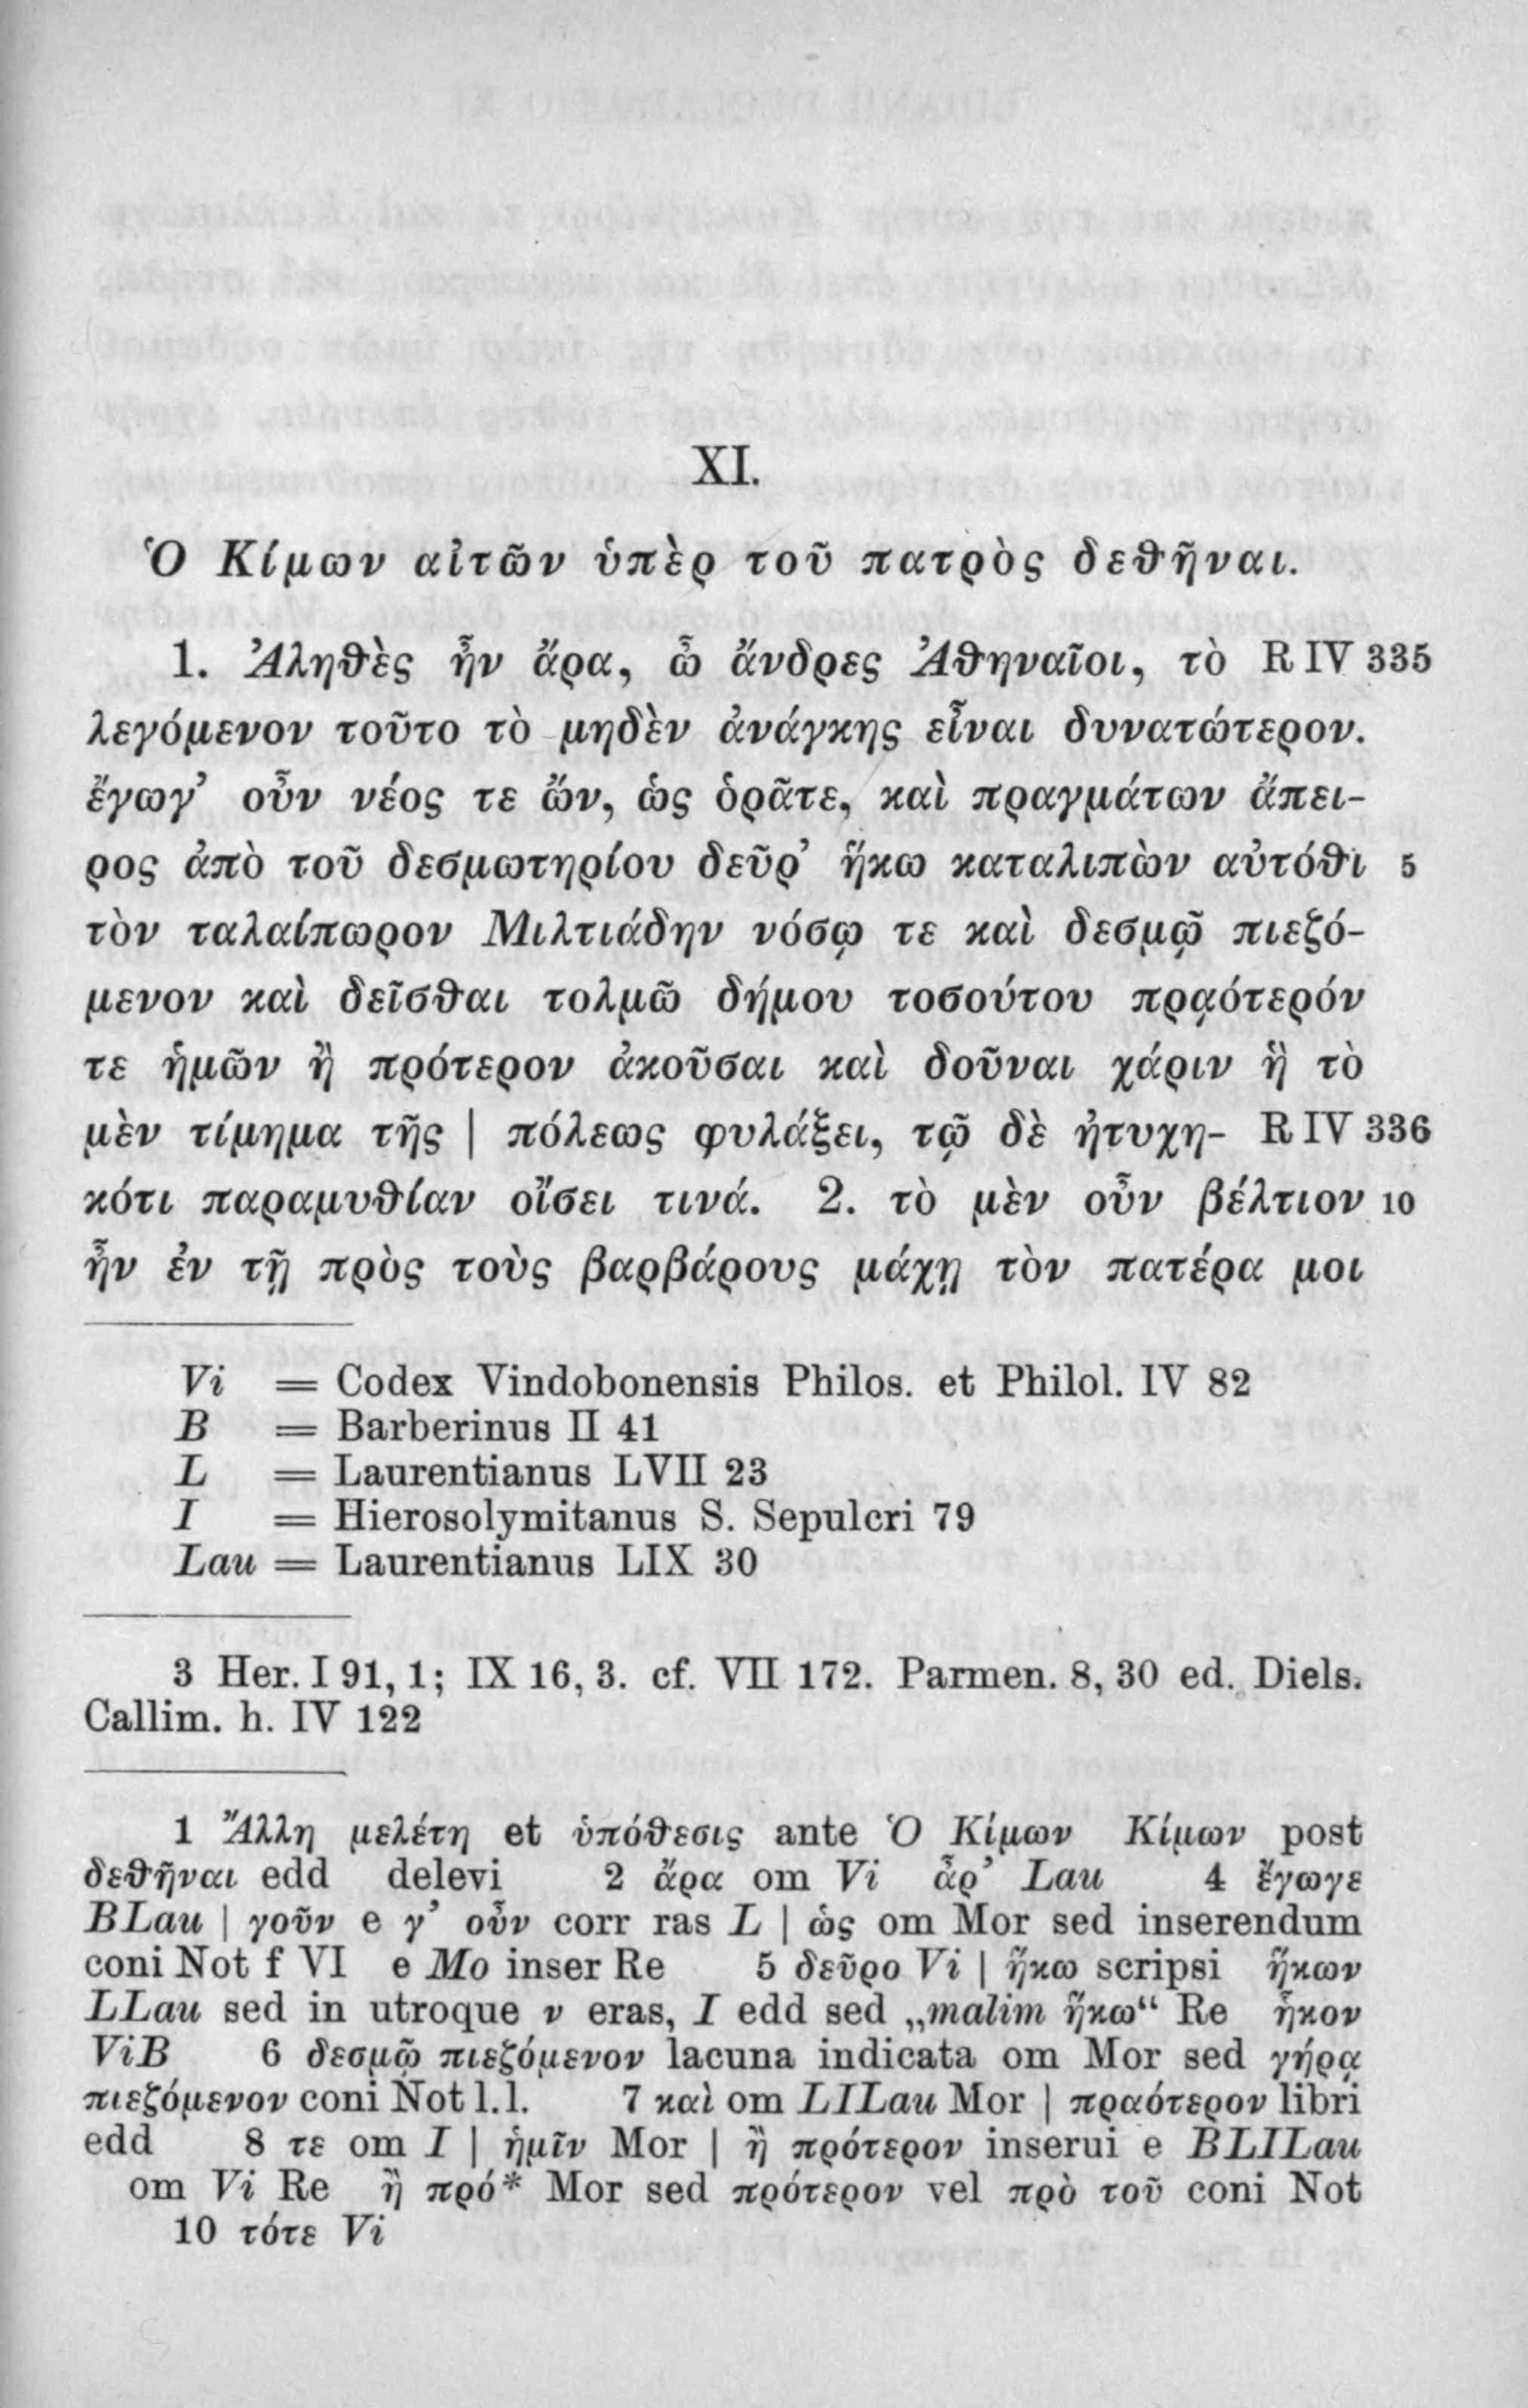 XI.
Ὁ Κίμων αἰτῶν ὑπὲρ τοῦ πατρὸς δεθῆναι.
1. Ἀληθὲς ἦν ἄρα, ὦ ἄνδρες Ἀθηναῖοι, τὸ R IV 335
λεγόμενον τοῦτο τὸ μηδὲν ἀνάγκης εἶναι δυνατώτερον.
ἔγωγ’ οὖν νέος τε ὤν, ὡς ὁρᾶτε, καὶ πραγμάτων ἄπει-
ρος ἀπὸ τοῦ δεσμωτηρίου δεῦρ’ ἥκω καταλιπὼν αὐτόθι 5
τὸν ταλαίπωρον Μιλτιάδην νόσῳ τε καὶ δεσμῷ πιεζό-
μενον καὶ δεῖσθαι τολμῶ δήμου τοσούτου πρᾳότερόν
τε ἡμῶν ἢ πρότερον ἀκοῦσαι καὶ δοῦναι χάριν ἣ τὸ
μὲν τίμημα τῆς | πόλεως φυλάξει, τῷ δὲ ἠτυχη- R IV 336
κότι παραμυθίαν οἴσει τινά. 2. τὸ μὲν οὖν βέλτιον 10
ἦν ἐν τῇ πρὸς τοὺς βαρβάρους μάχῃ τὸν πατέρα μοι
Vi = Codex Vindobonensis Philos. et Philol. IV 82
B = Barberinus II 41
L = Laurentianus LVII 23
I = Hierosolymitanus S. Sepulcri 79
Lau = Laurentianus LIX 30
3 Her. I 91, 1; IX 16, 3. cf. VII 172. Parmen. 8, 30 ed. Diels.
Callim. h. IV 122
1 Ἄλλη μελέτη et ὑπόθεσις ante Ὁ Κίμων Κίμων post
δεθῆναι edd delevi 2 ἄρα om Vi ἆρ’ Lau 4 ἔγωγε
BLau | γοῦν e γ’ οὖν corr ras L | ὡς om Mor sed inserendum
coni Not f VI e Mo inser Re 5 δεῦρο Vi | ἥκω scripsi ἥκων
LLau sed in utroque ν eras, I edd sed „malim ἥκω“ Re ἧκον
ViB 6 δεσμῷ πιεζόμενον lacuna indicata om Mor sed γήρᾳ
πιεζόμενον coni Not l. l. 7 καὶ om LILau Mor | πραότερον libri
edd 8 τε om I | ἡμῖν Mor | ἢ πρότερον inserui e BLILau
om Vi Re ἢ πρό* Mor sed πρότερον vel πρὸ τοῦ coni Not
10 τότε Vi